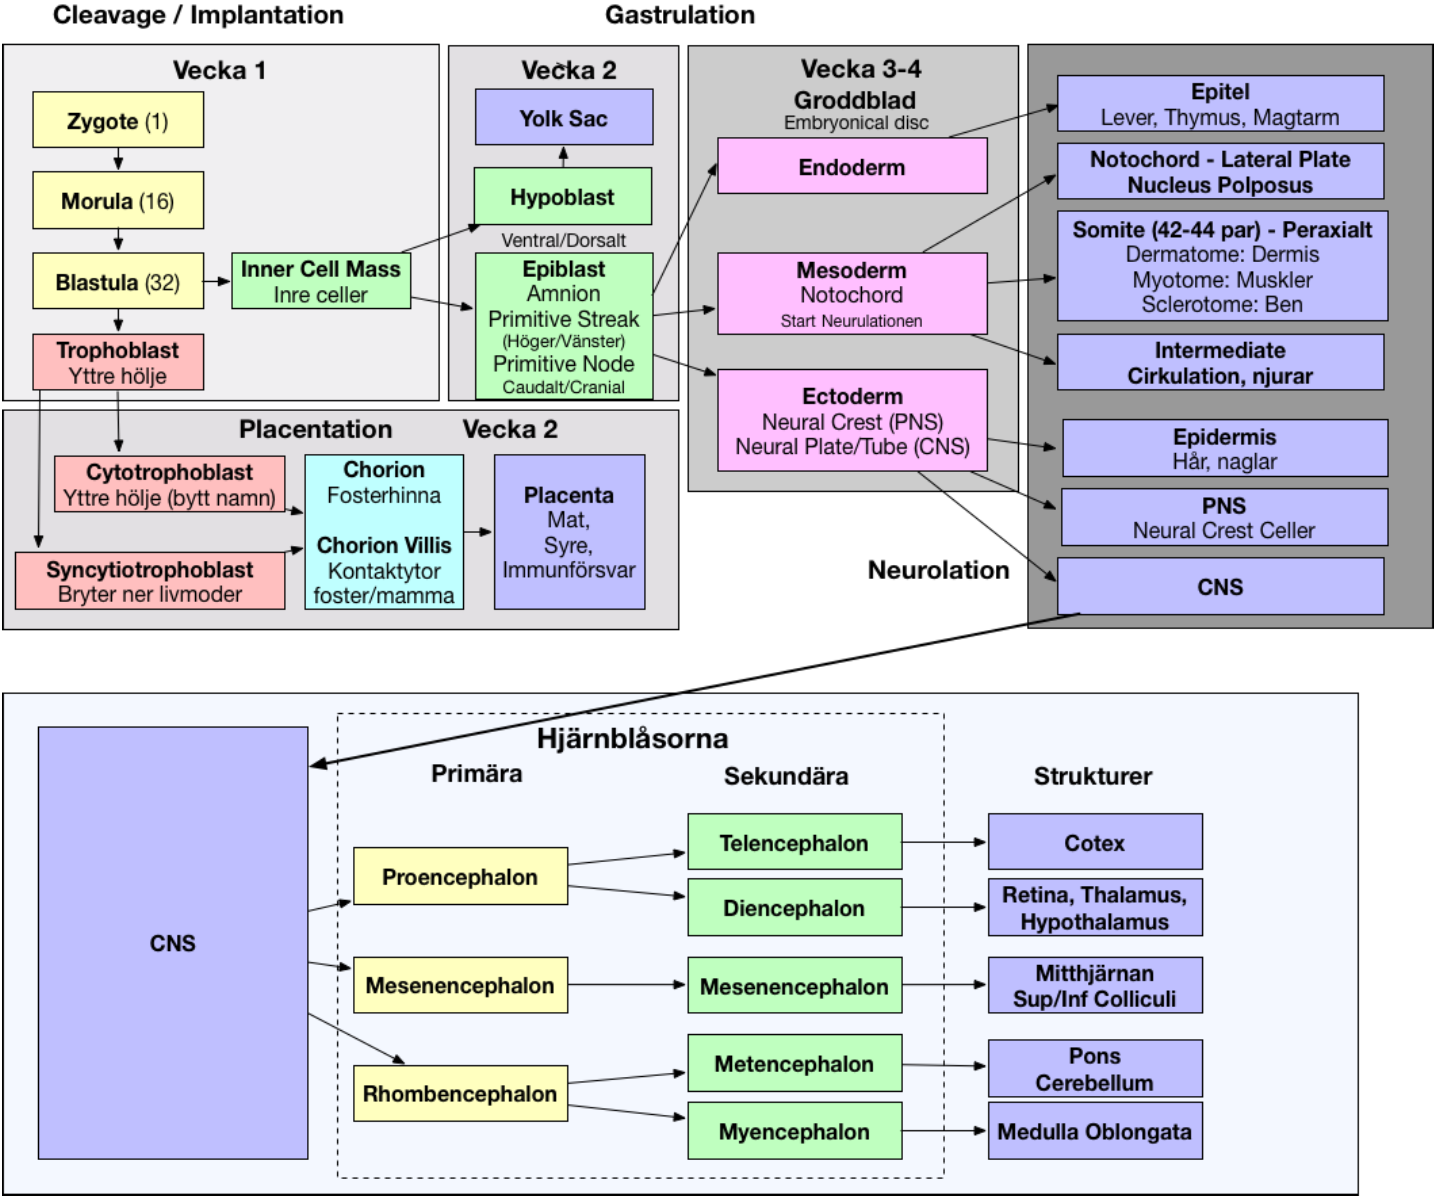 Cleavage / Implantation
Gastrulation
Vecka 1
Zygote (1)
Morula (16)
Blastula (32)
Inner Cell Mass
Inre celler
Trophoblast
Yttre hölje
Vecka 2
Yolk Sac
Hypoblast
Ventral/Dorsalt
Epiblast
Amnion
Primitive Streak
(Höger/Vänster)
Primitive Node
Caudalt/Cranial
Vecka 3-4
Groddblad
Embryonical disc
Endoderm
Mesoderm
Notochord
Start Neurulationen
Ectoderm
Neural Crest (PNS)
Neural Plate/Tube (CNS)
Epitel
Lever, Thymus, Magtarm
Notochord - Lateral Plate
Nucleus Polposus
Somite (42-44 par) - Peraxialt
Dermatome: Dermis
Myotome: Muskler
Sclerotome: Ben
Intermediate
Cirkulation, njurar
Epidermis
Hår, naglar
PNS
Neural Crest Celler
CNS
Neurolation
Placentation
Vecka 2
Cytotrophoblast
Yttre hölje (bytt namn)
Syncytiotrophoblast
Bryter ner livmoder
Chorion
Fosterhinna
Chorion Villis
Kontaktytor
foster/mamma
Placenta
Mat,
Syre,
Immunförsvar
Hjärnblåsorna
Primära
Sekundära
Strukturer
CNS
Proencephalon
Mesenencephalon
Rhombencephalon
Telencephalon
Diencephalon
Mesenencephalon
Metencephalon
Myencephalon
Cotex
Retina, Thalamus,
Hypothalamus
Mitthjärnan
Sup/Inf Colliculi
Pons
Cerebellum
Medulla Oblongata